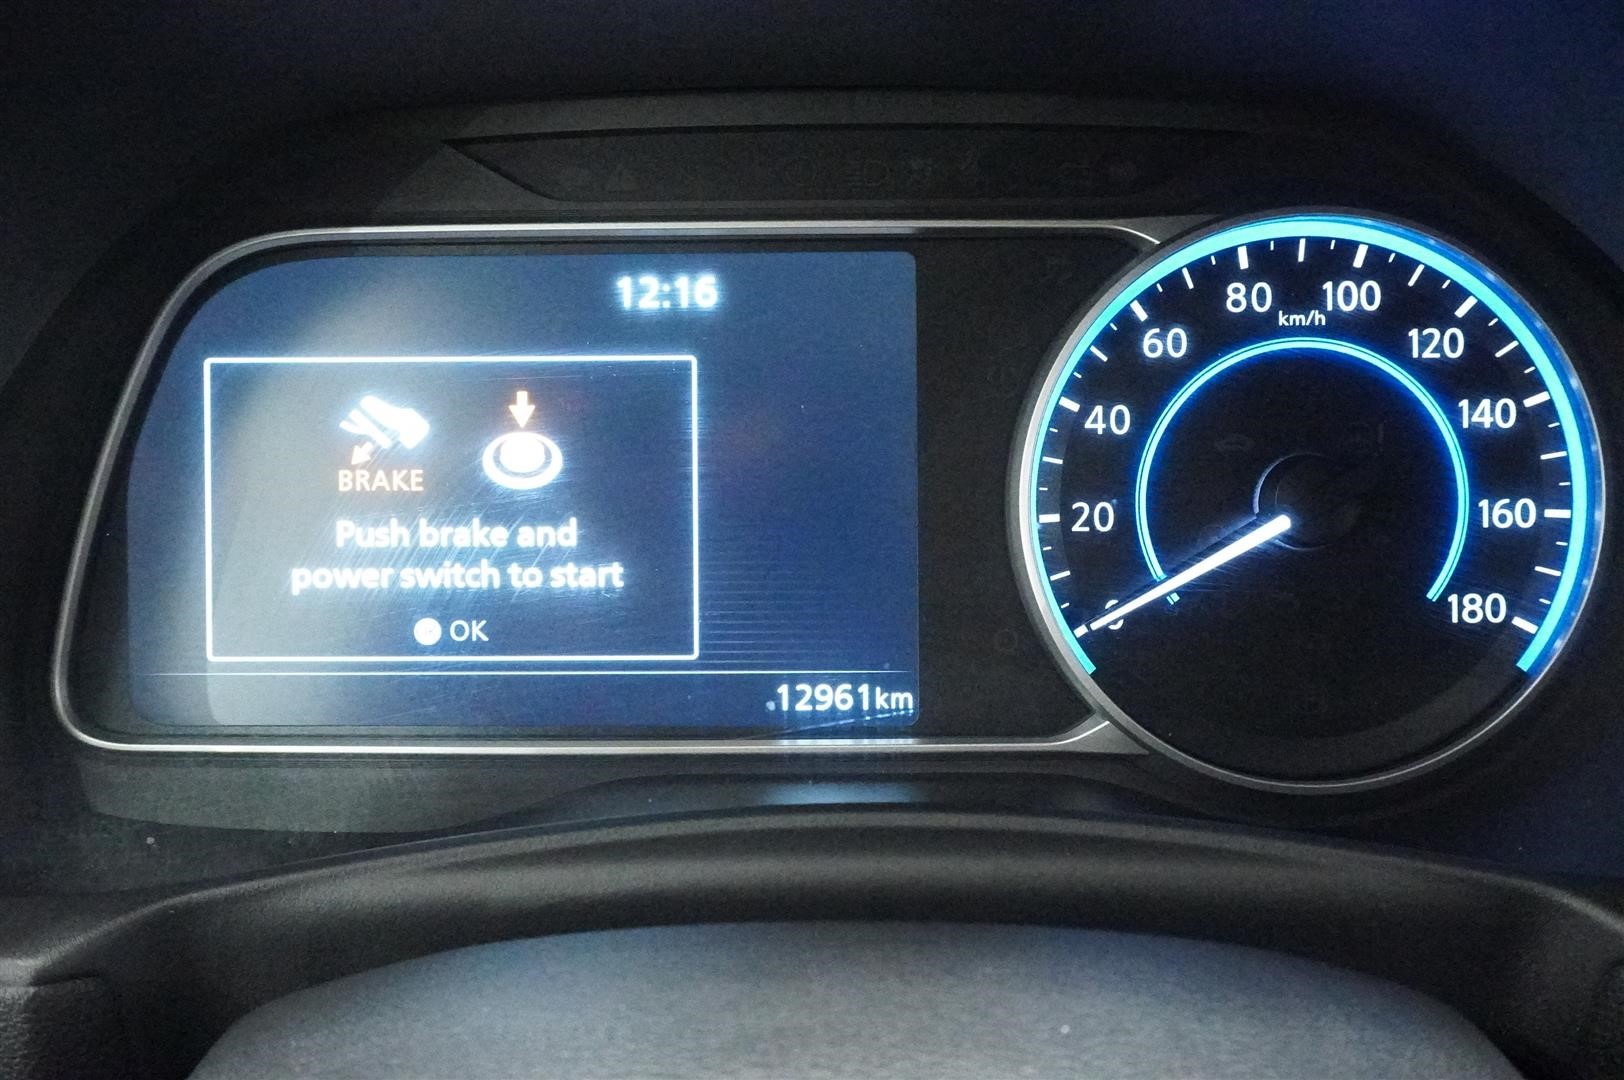 12:16
BRAKE
Push brake and
power switch to start
OK
12961km
0
20
40
60
80
100
120
140
160
180
km/h